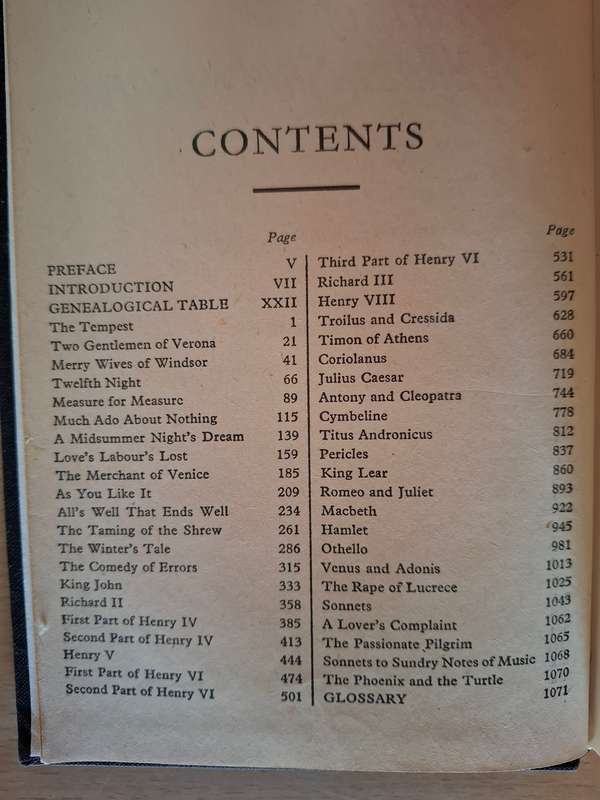 CONTENTS
Page
PREFACE V
INTRODUCTION VII
GENEALOGICAL TABLE XXII
The Tempest 1
Two Gentlemen of Verona 21
Merry Wives of Windsor 41
Twelfth Night 66
Measure for Measure 89
Much Ado About Nothing 115
A Midsummer Night's Dream 139
Love's Labour's Lost 159
The Merchant of Venice 185
As You Like It 209
All's Well That Ends Well 234
The Taming of the Shrew 261
The Winter's Tale 286
The Comedy of Errors 315
King John 333
Richard II 358
First Part of Henry IV 385
Second Part of Henry IV 413
Henry V 444
First Part of Henry VI 474
Second Part of Henry VI 501
Page
Third Part of Henry VI 531
Richard III 561
Henry VIII 597
Troilus and Cressida 628
Timon of Athens 660
Coriolanus 684
Julius Caesar 719
Antony and Cleopatra 744
Cymbeline 778
Titus Andronicus 812
Pericles 837
King Lear 860
Romeo and Juliet 893
Macbeth 922
Hamlet 945
Othello 981
Venus and Adonis 1013
The Rape of Lucrece 1025
Sonnets 1043
A Lover's Complaint 1062
The Passionate Pilgrim 1065
Sonnets to Sundry Notes of Music 1068
The Phoenix and the Turtle 1070
GLOSSARY 1071